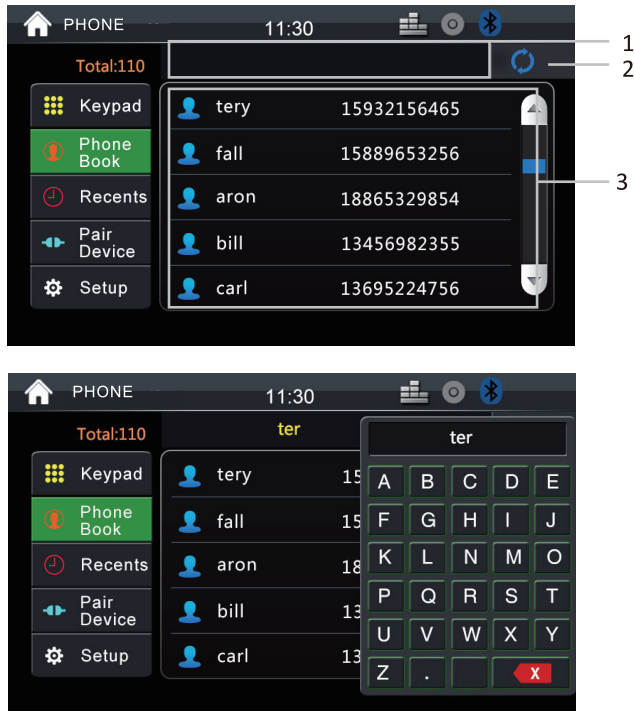 PHONE 11:30
1
Total:110
2
Keypad tery 15932156465
Phone Book fall 15889653256
3
Recents aron 18865329854
Pair Device bill 13456982355
Setup carl 13695224756
PHONE 11:30
Total:110 ter ter
Keypad tery 15 A B C D E
Phone Book fall 15 F G H I J
Recents aron 18 K L N M O
Pair Device bill 13 P Q R S T
U V W X Y
Setup carl 13 Z . X